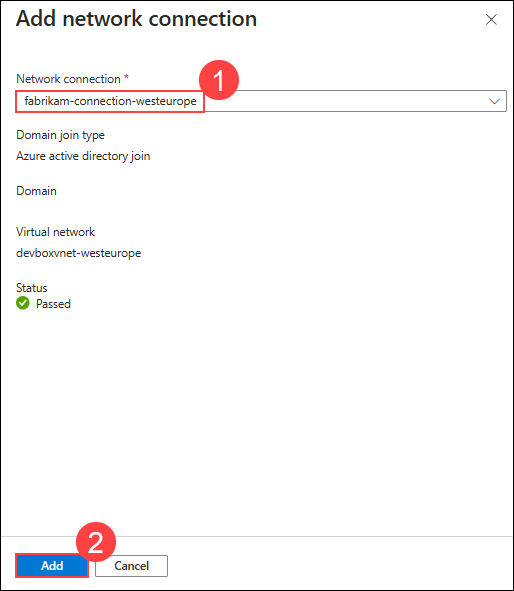 Add network connection
Network connection *
1
fabrikam-connection-westeurope
Domain join type
Azure active directory join
Domain
Virtual network
devboxvnet-westeurope
Status
Passed
2
Add
Cancel